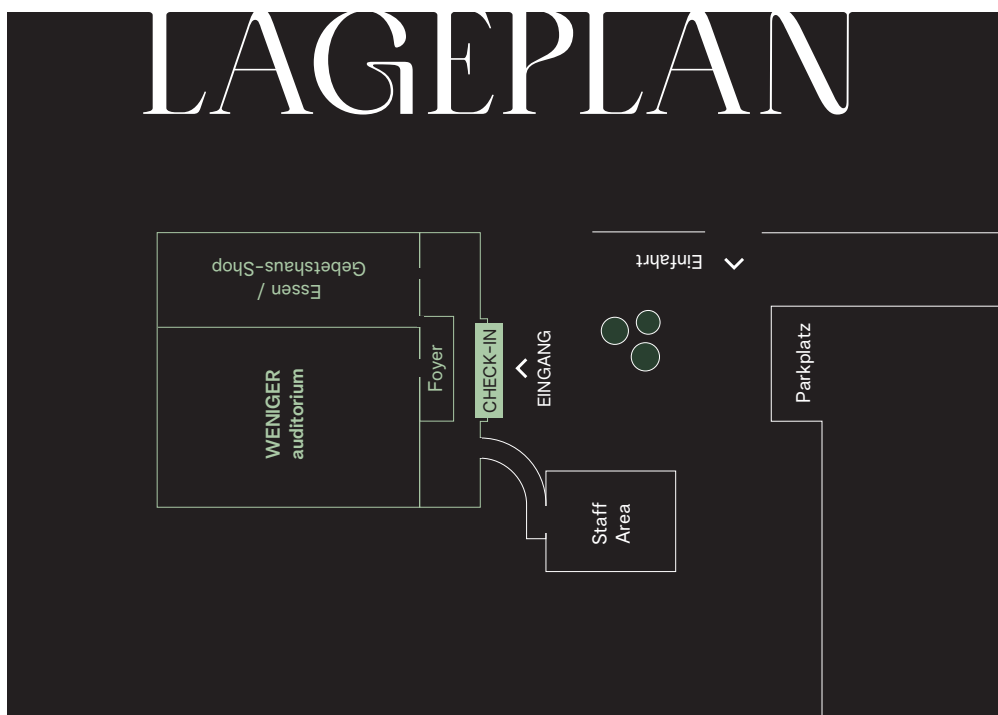 LAGEPLAN
Essen /
Gebetshaus-Shop
Einfahrt
WENIGER
auditorium
Foyer
CHECK-IN
EINGANG
Parkplatz
Staff
Area